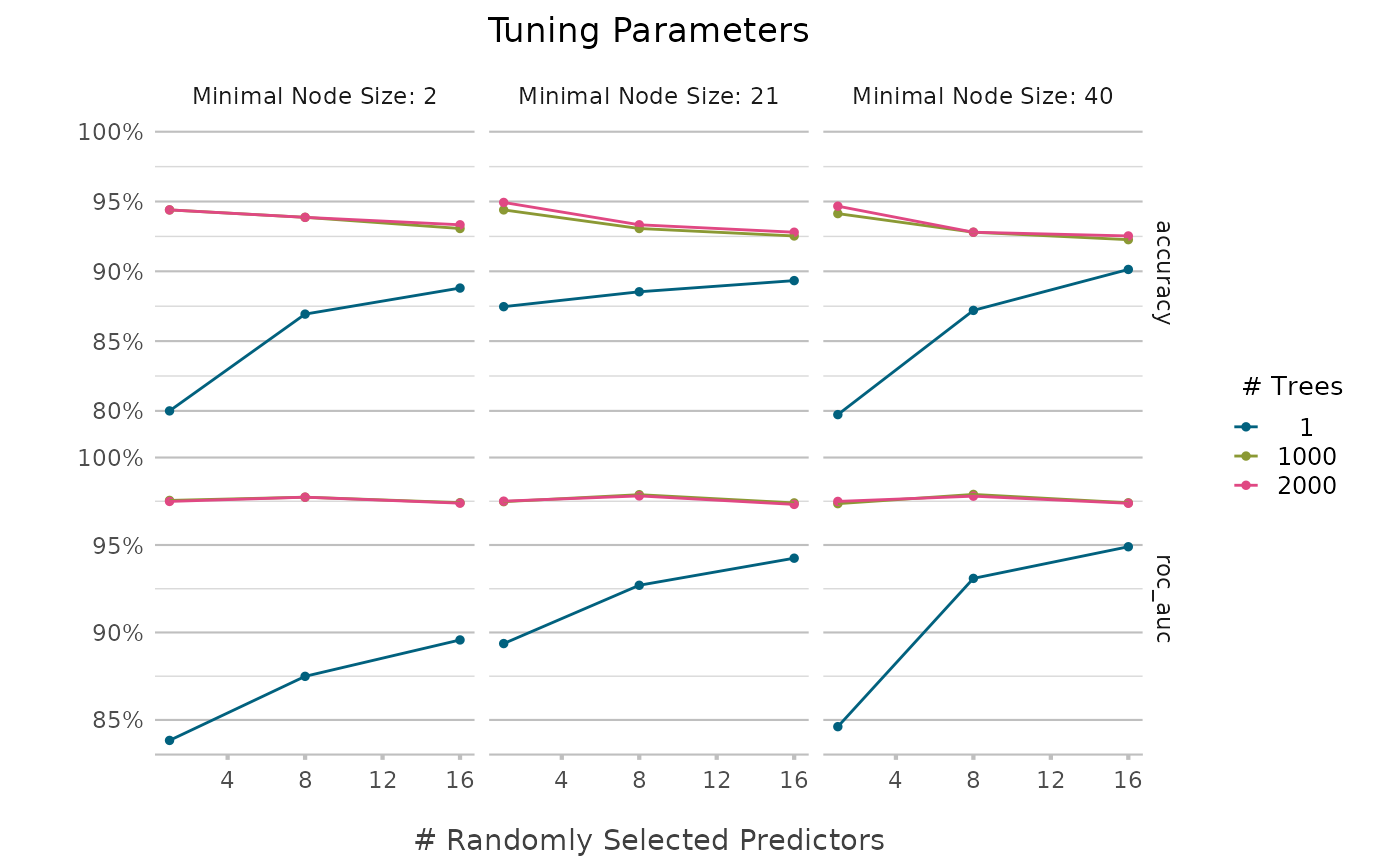 Tuning Parameters
Minimal Node Size: 2
Minimal Node Size: 21
Minimal Node Size: 40
100%
95%
90%
85%
80%
accuracy
100%
95%
90%
85%
roc_auc
4 8 12 16
4 8 12 16
4 8 12 16
# Randomly Selected Predictors
# Trees
1
1000
2000